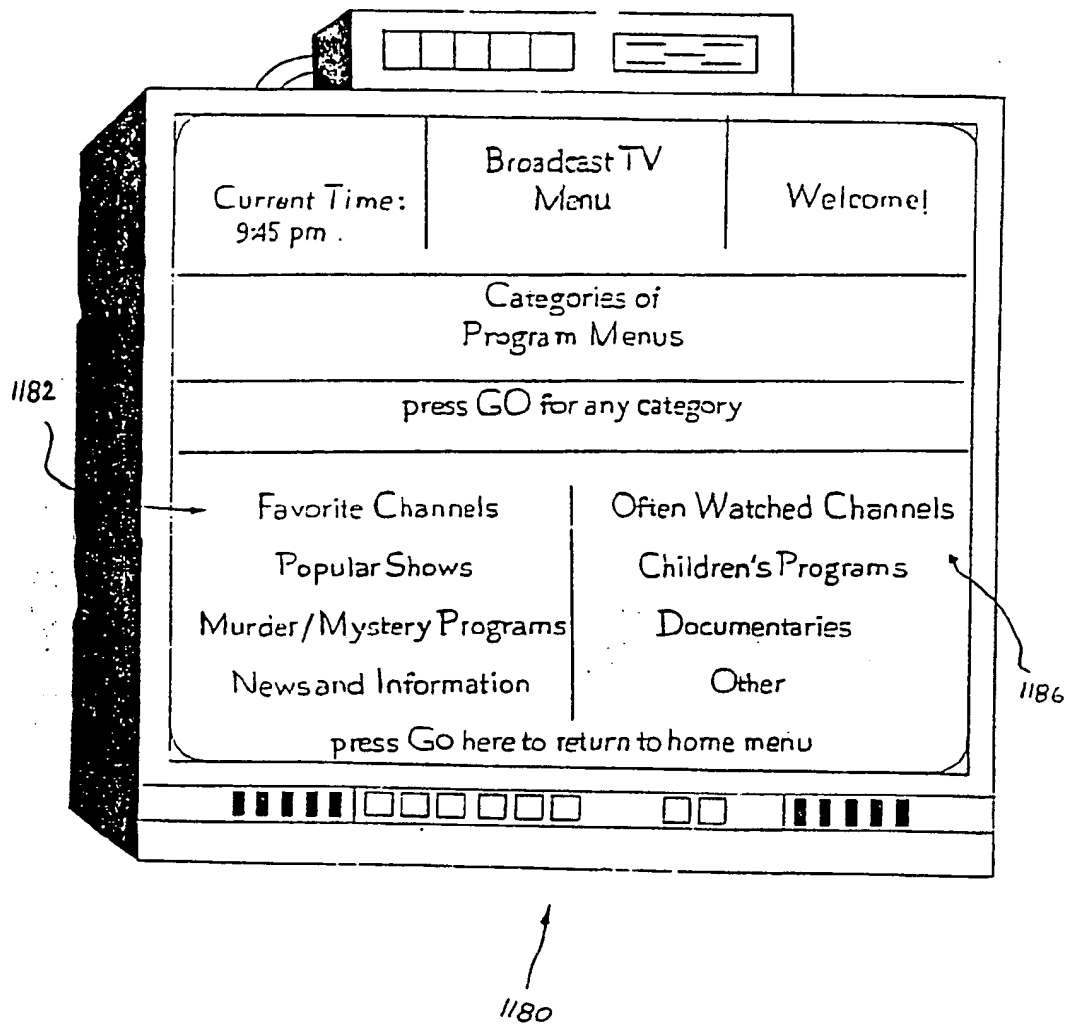 Broadcast TV
Menu
Current Time:
9:45 pm.
Welcome!
Categories of
Program Menus
press GO for any category
1182
Favorite Channels
Often Watched Channels
Popular Shows
Children's Programs
Murder/Mystery Programs
Documentaries
News and Information
Other
1186
press Go here to return to home menu
1180